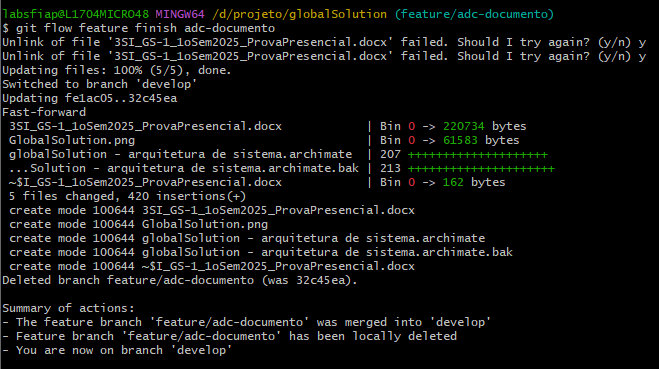 labsfiap@L1704MICRO48 MINGW64 /d/projeto/globalSolution (feature/adc-documento)
$ git flow feature finish adc-documento
Unlink of file '3SI_GS-1_1oSem2025_ProvaPresencial.docx' failed. Should I try again? (y/n) y
Unlink of file '3SI_GS-1_1oSem2025_ProvaPresencial.docx' failed. Should I try again? (y/n) y
Updating files: 100% (5/5), done.
Switched to branch 'develop'
Updating fe1ac05..32c45ea
Fast-forward
 3SI_GS-1_1oSem2025_ProvaPresencial.docx            | Bin 0 -> 220734 bytes
 GlobalSolution.png                                 | Bin 0 -> 61583 bytes
 globalSolution - arquitetura de sistema.archimate  | 207 +++++++++++++++++++++
 ...Solution - arquitetura de sistema.archimate.bak | 213 ++++++++++++++++++++++
 ~$I_GS-1_1oSem2025_ProvaPresencial.docx            | Bin 0 -> 162 bytes
 5 files changed, 420 insertions(+)
 create mode 100644 3SI_GS-1_1oSem2025_ProvaPresencial.docx
 create mode 100644 GlobalSolution.png
 create mode 100644 globalSolution - arquitetura de sistema.archimate
 create mode 100644 globalSolution - arquitetura de sistema.archimate.bak
 create mode 100644 ~$I_GS-1_1oSem2025_ProvaPresencial.docx
Deleted branch feature/adc-documento (was 32c45ea).

Summary of actions:
- The feature branch 'feature/adc-documento' was merged into 'develop'
- Feature branch 'feature/adc-documento' has been locally deleted
- You are now on branch 'develop'